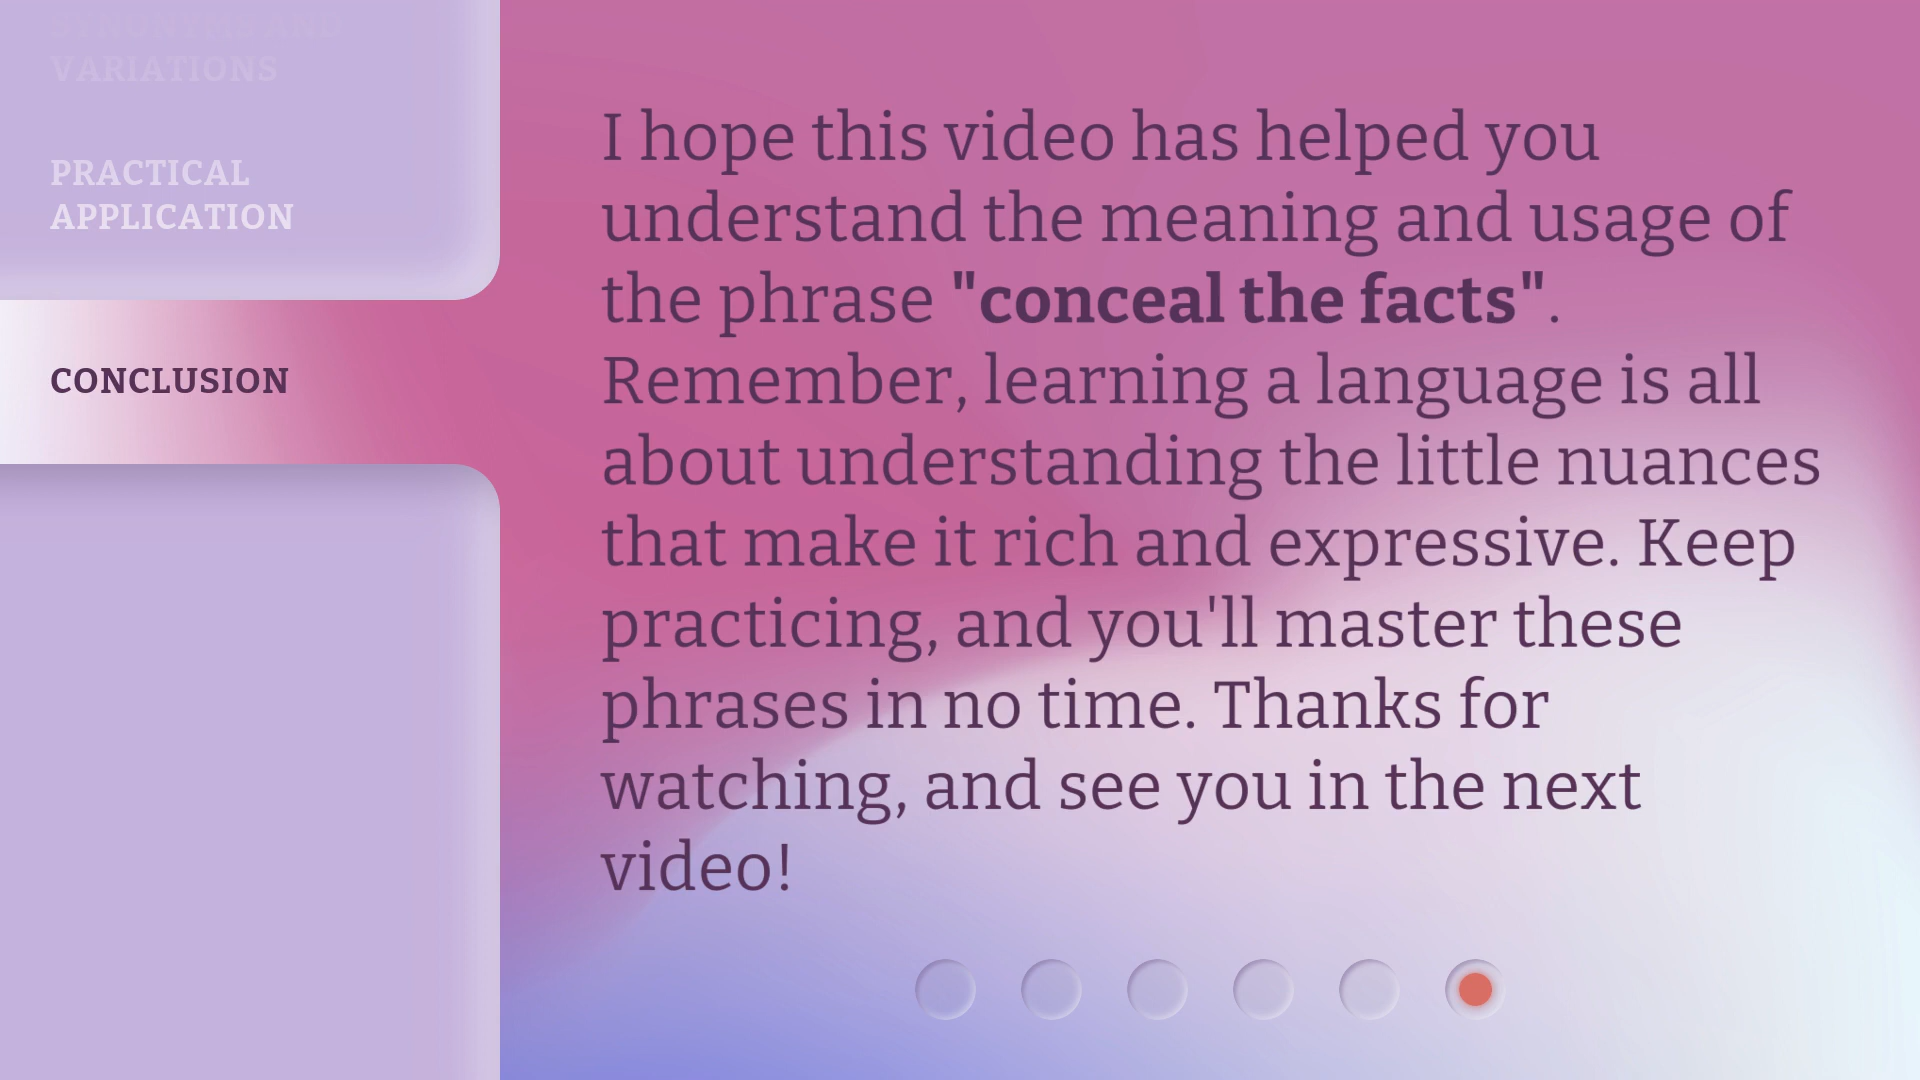 SYNONYMS AND
VARIATIONS
PRACTICAL
APPLICATION
CONCLUSION
I hope this video has helped you
understand the meaning and usage of
the phrase "conceal the facts".
Remember, learning a language is all
about understanding the little nuances
that make it rich and expressive. Keep
practicing, and you'll master these
phrases in no time. Thanks for
watching, and see you in the next
video!